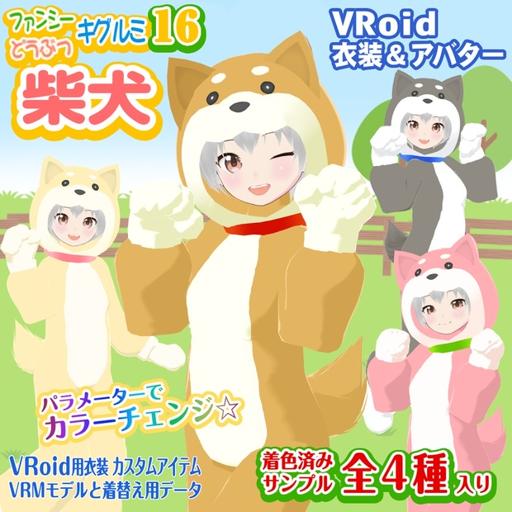 ファンシー
どうぶつ
キグルミ16
柴犬
VRoid
衣装&アバター
パラメーターで
カラーチェンジ☆
VRoid用衣装 カスタムアイテム
VRMモデルと着替え用データ
着色済み
サンプル
全4種入り